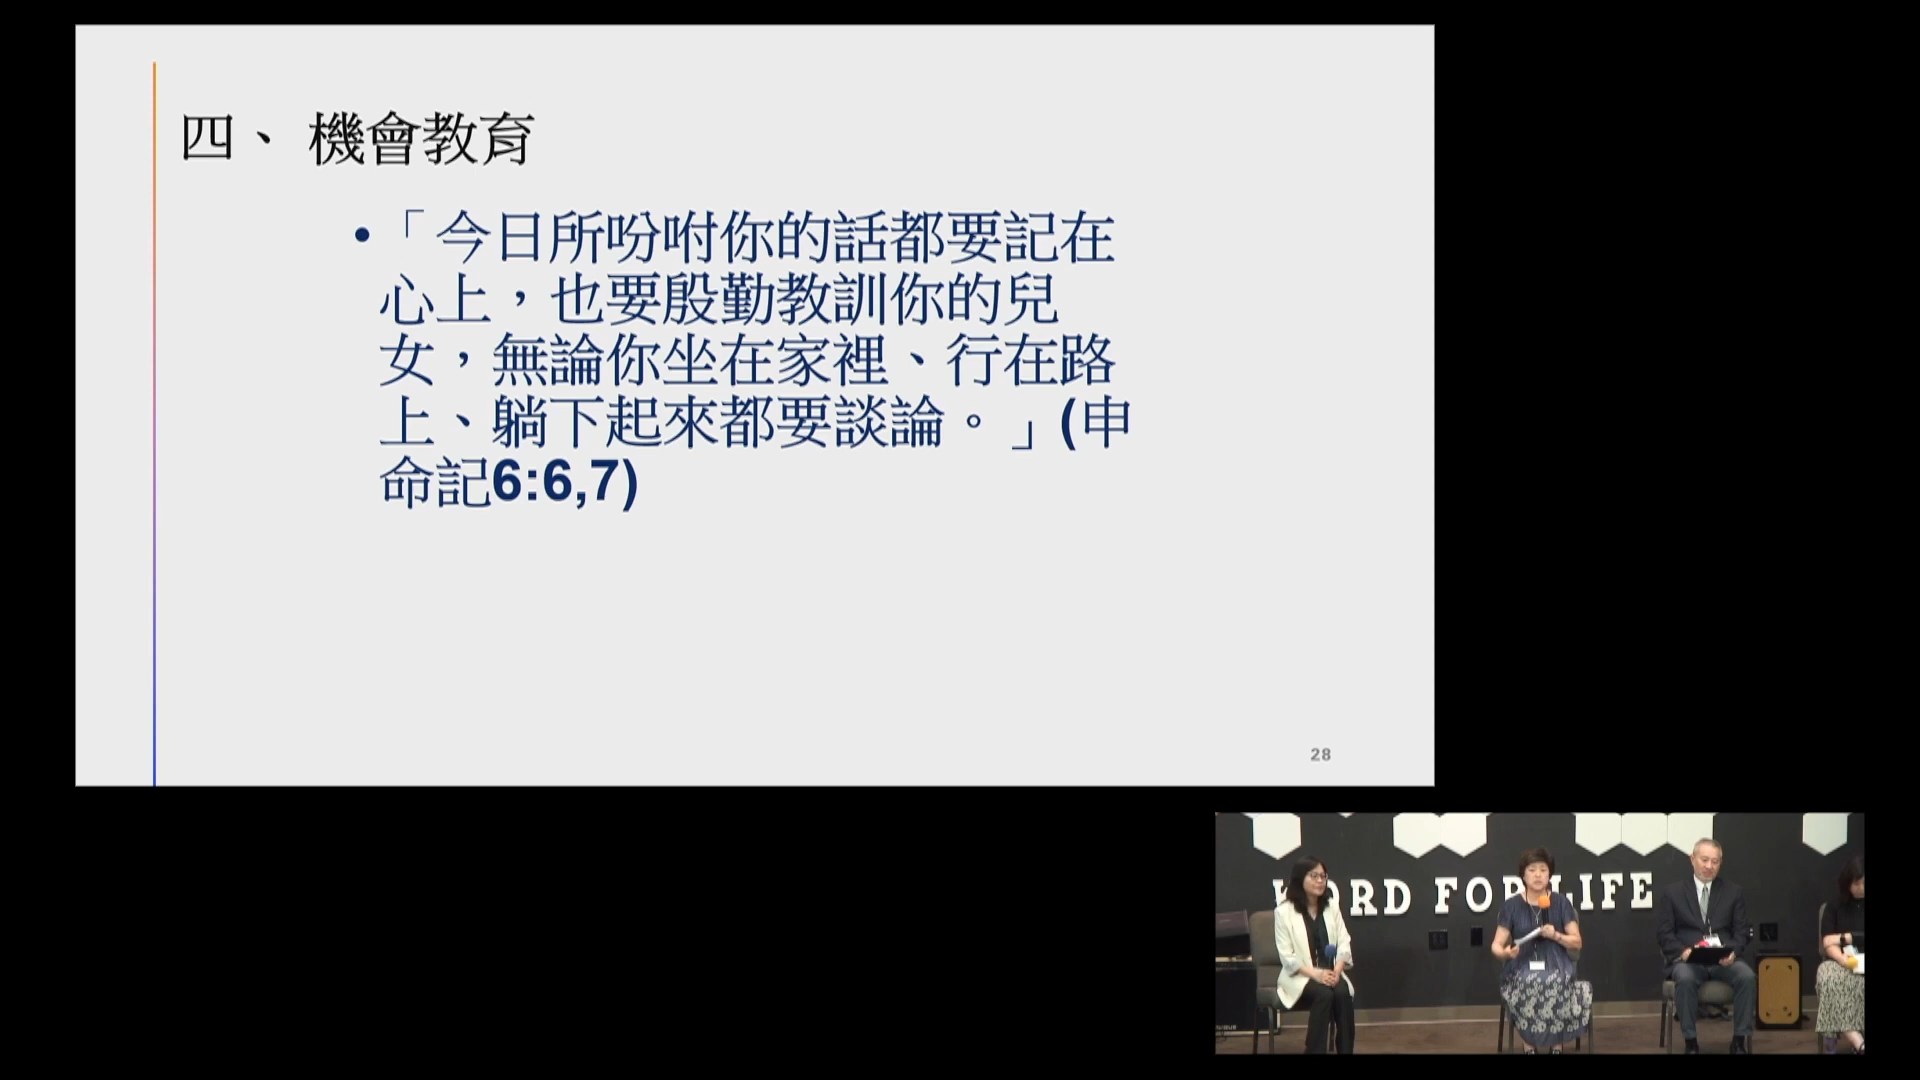 四、 機會教育
•「今日所吩咐你的話都要記在
心上，也要殷勤教訓你的兒
女，無論你坐在家裡、行在路
上、躺下起來都要談論。」(申
命記6:6,7)
28
WORD FOR LIFE